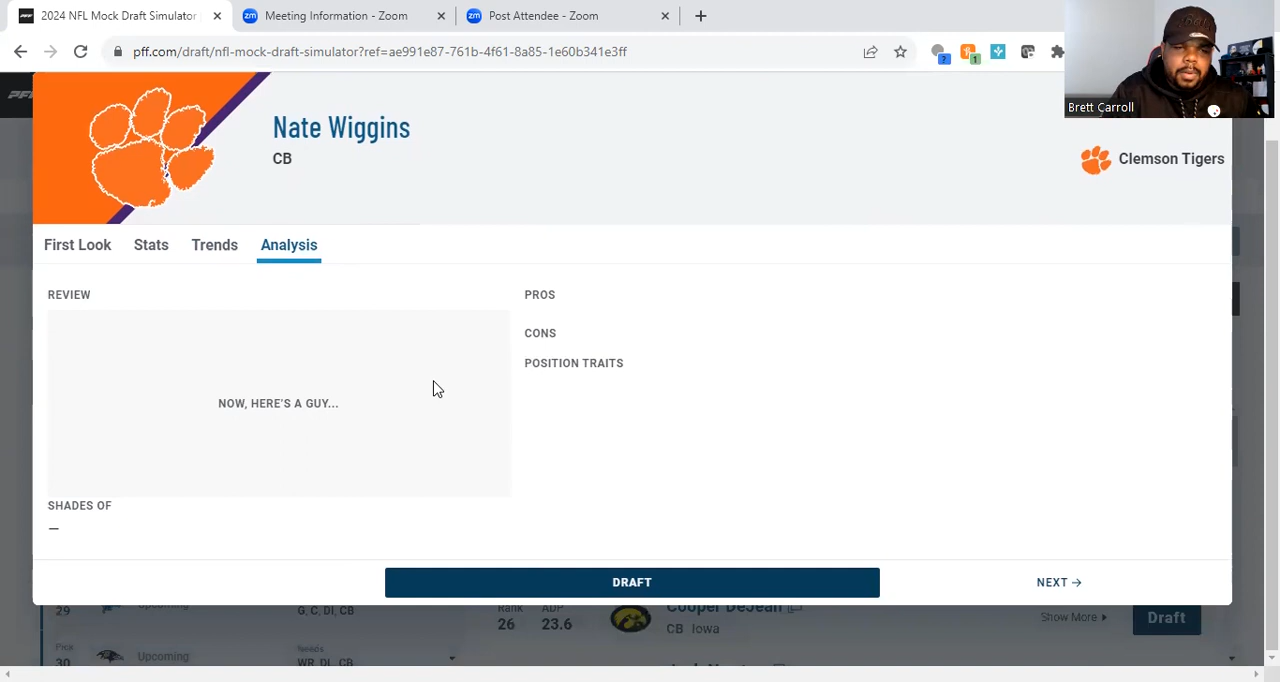 2024 NFL Mock Draft Simulator
Meeting Information - Zoom
Post Attendee - Zoom
pff.com/draft/nfl-mock-draft-simulator?ref=ae991e87-761b-4f61-8a85-1e60b341e3ff
Brett Carroll
Nate Wiggins
CB
Clemson Tigers
First Look
Stats
Trends
Analysis
REVIEW
NOW, HERE'S A GUY...
SHADES OF
—
PROS
CONS
POSITION TRAITS
DRAFT
NEXT →
29
Upcoming
G, C, DI, CB
Rank
26
ADP
23.6
Cooper DeJean
CB Iowa
Show More
Draft
Pick
30
Upcoming
Needs
WR, DI, CB